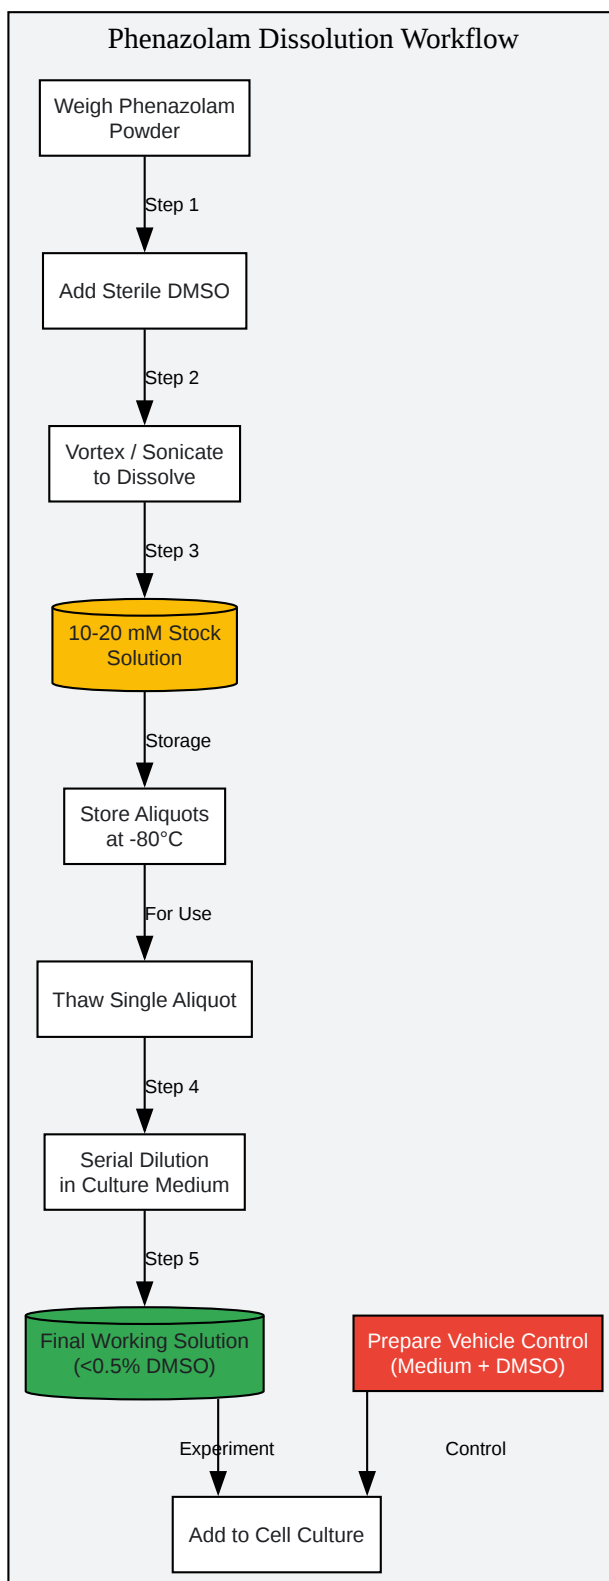 Phenazolam Dissolution Workflow
Weigh Phenazolam
Powder
Step 1
Add Sterile DMSO
Step 2
Vortex / Sonicate
to Dissolve
Step 3
10-20 mM Stock
Solution
Storage
Store Aliquots
at -80°C
For Use
Thaw Single Aliquot
Step 4
Serial Dilution
in Culture Medium
Step 5
Final Working Solution
(<0.5% DMSO)
Prepare Vehicle Control
(Medium + DMSO)
Experiment
Control
Add to Cell Culture